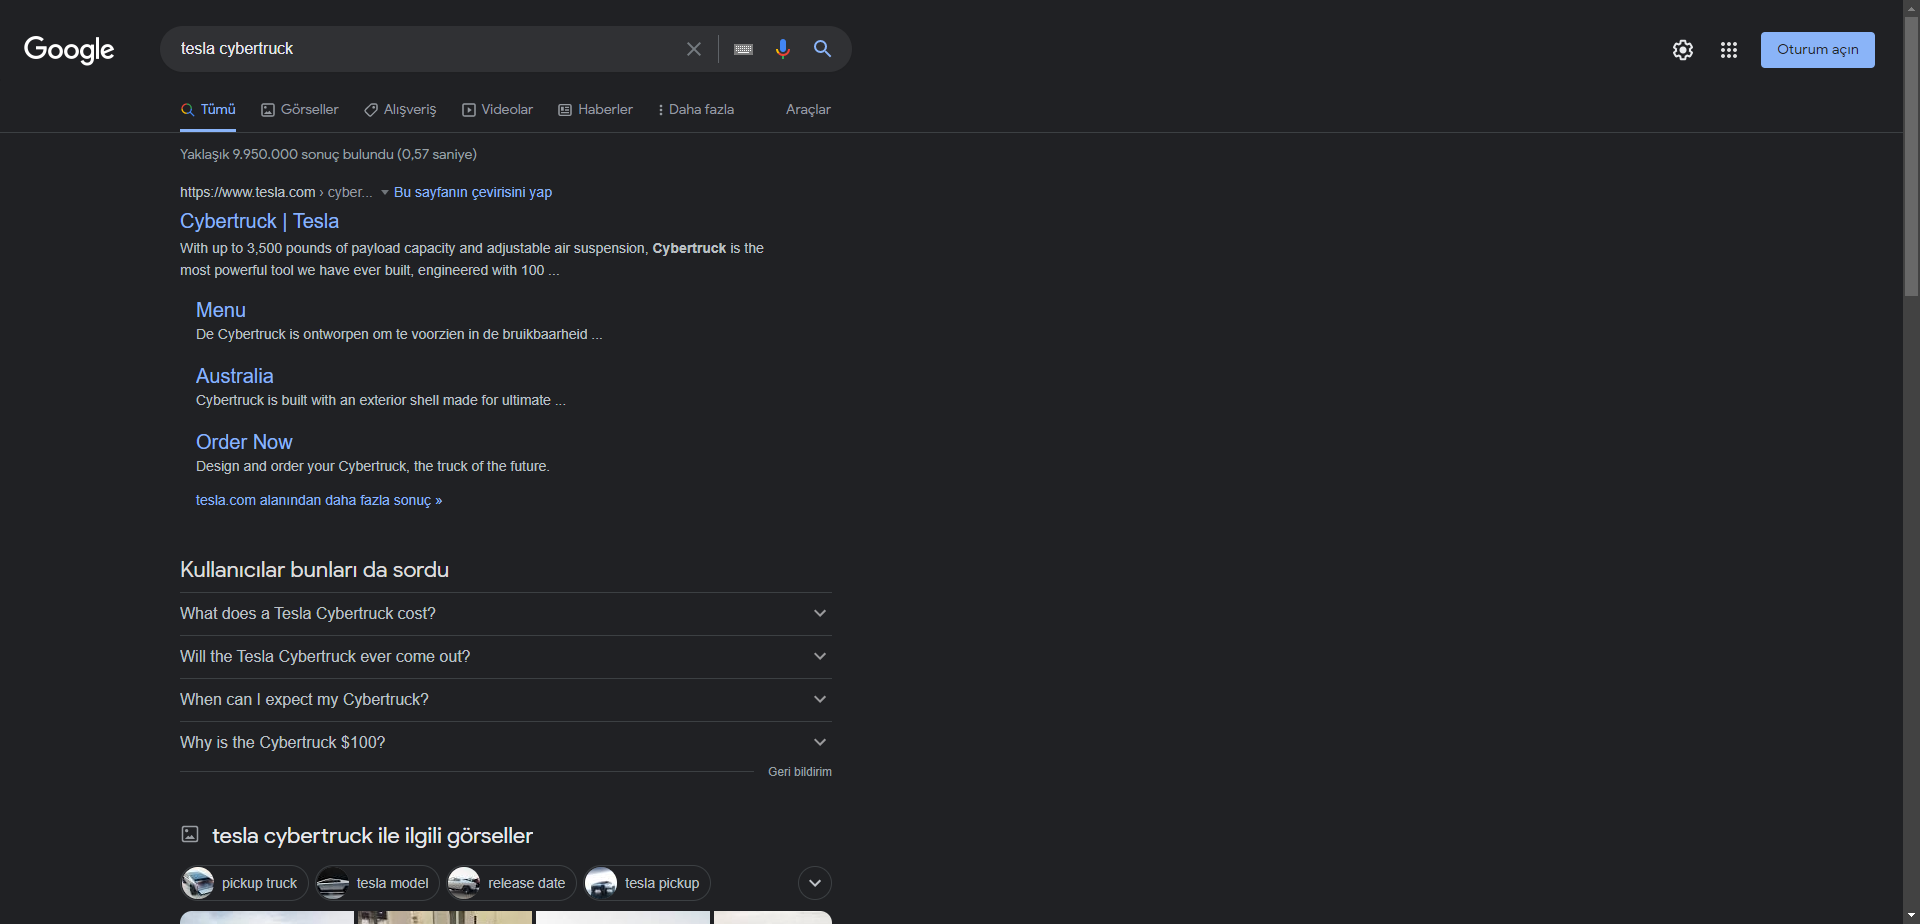 Google
tesla cybertruck
Oturum açın
Tümü
Görseller
Alışveriş
Videolar
Haberler
Daha fazla
Araçlar
Yaklaşık 9.950.000 sonuç bulundu (0,57 saniye)
https://www.tesla.com › cyber... Bu sayfanın çevirisini yap
Cybertruck | Tesla
With up to 3,500 pounds of payload capacity and adjustable air suspension, Cybertruck is the
most powerful tool we have ever built, engineered with 100 ...
Menu
De Cybertruck is ontworpen om te voorzien in de bruikbaarheid ...
Australia
Cybertruck is built with an exterior shell made for ultimate ...
Order Now
Design and order your Cybertruck, the truck of the future.
tesla.com alanından daha fazla sonuç »
Kullanıcılar bunları da sordu
What does a Tesla Cybertruck cost?
Will the Tesla Cybertruck ever come out?
When can I expect my Cybertruck?
Why is the Cybertruck $100?
Geri bildirim
tesla cybertruck ile ilgili görseller
pickup truck
tesla model
release date
tesla pickup